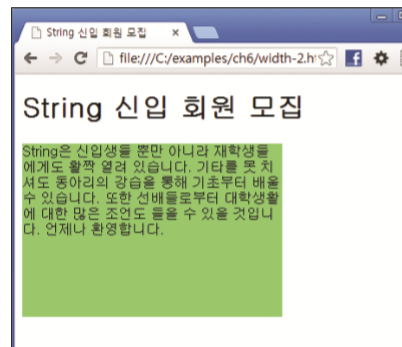 String 신입 회원 모집
file:///C:/examples/ch6/width-2.h
String 신입 회원 모집
String은 신입생들 뿐만 아니라 재학생들
에게도 활짝 열려 있습니다. 기타를 못 치
셔도 동아리의 강습을 통해 기초부터 배울
수 있습니다. 또한 선배들로부터 대학생활
에 대한 많은 조언도 들을 수 있을 것입니
다. 언제나 환영합니다.